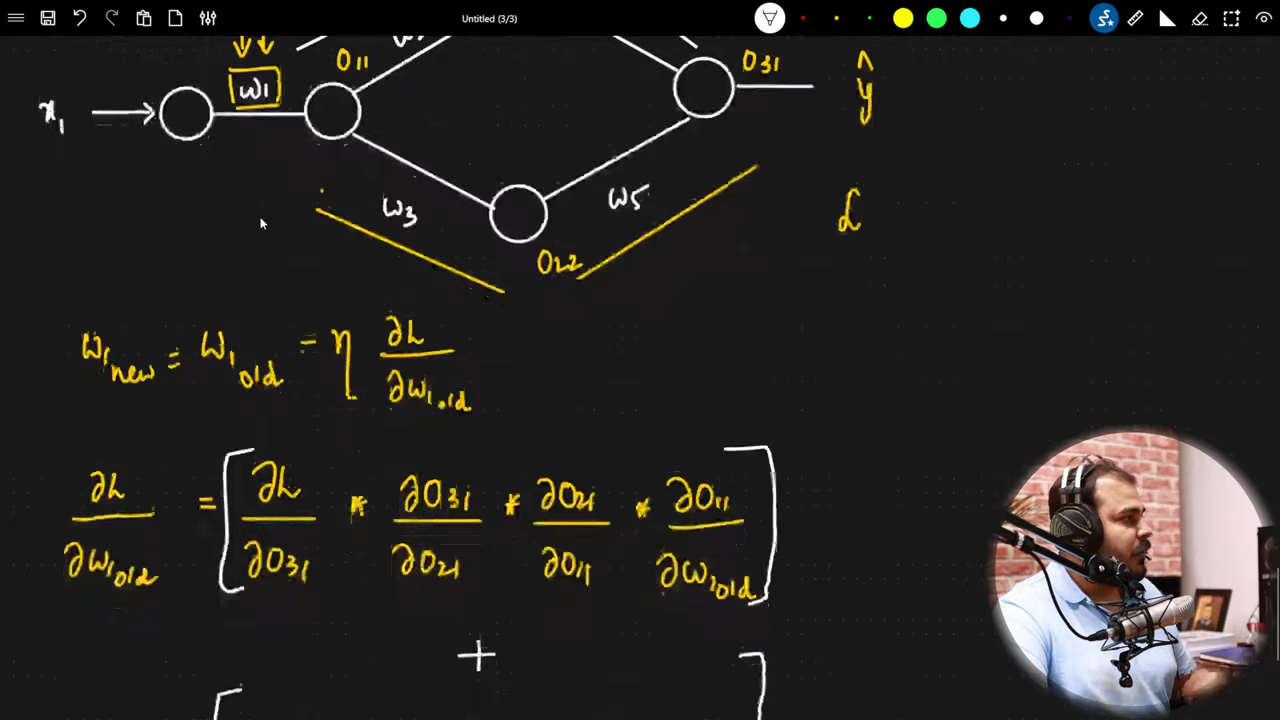 Untitled (3/3)
O11
O31
ŷ
x1
w1
w3
w5
O22
L
w1new = w1old = η ∂L/∂w1old
∂L/∂w1old = [ ∂L/∂O31 * ∂O31/∂O21 * ∂O21/∂O11 * ∂O11/∂w1old ]
+